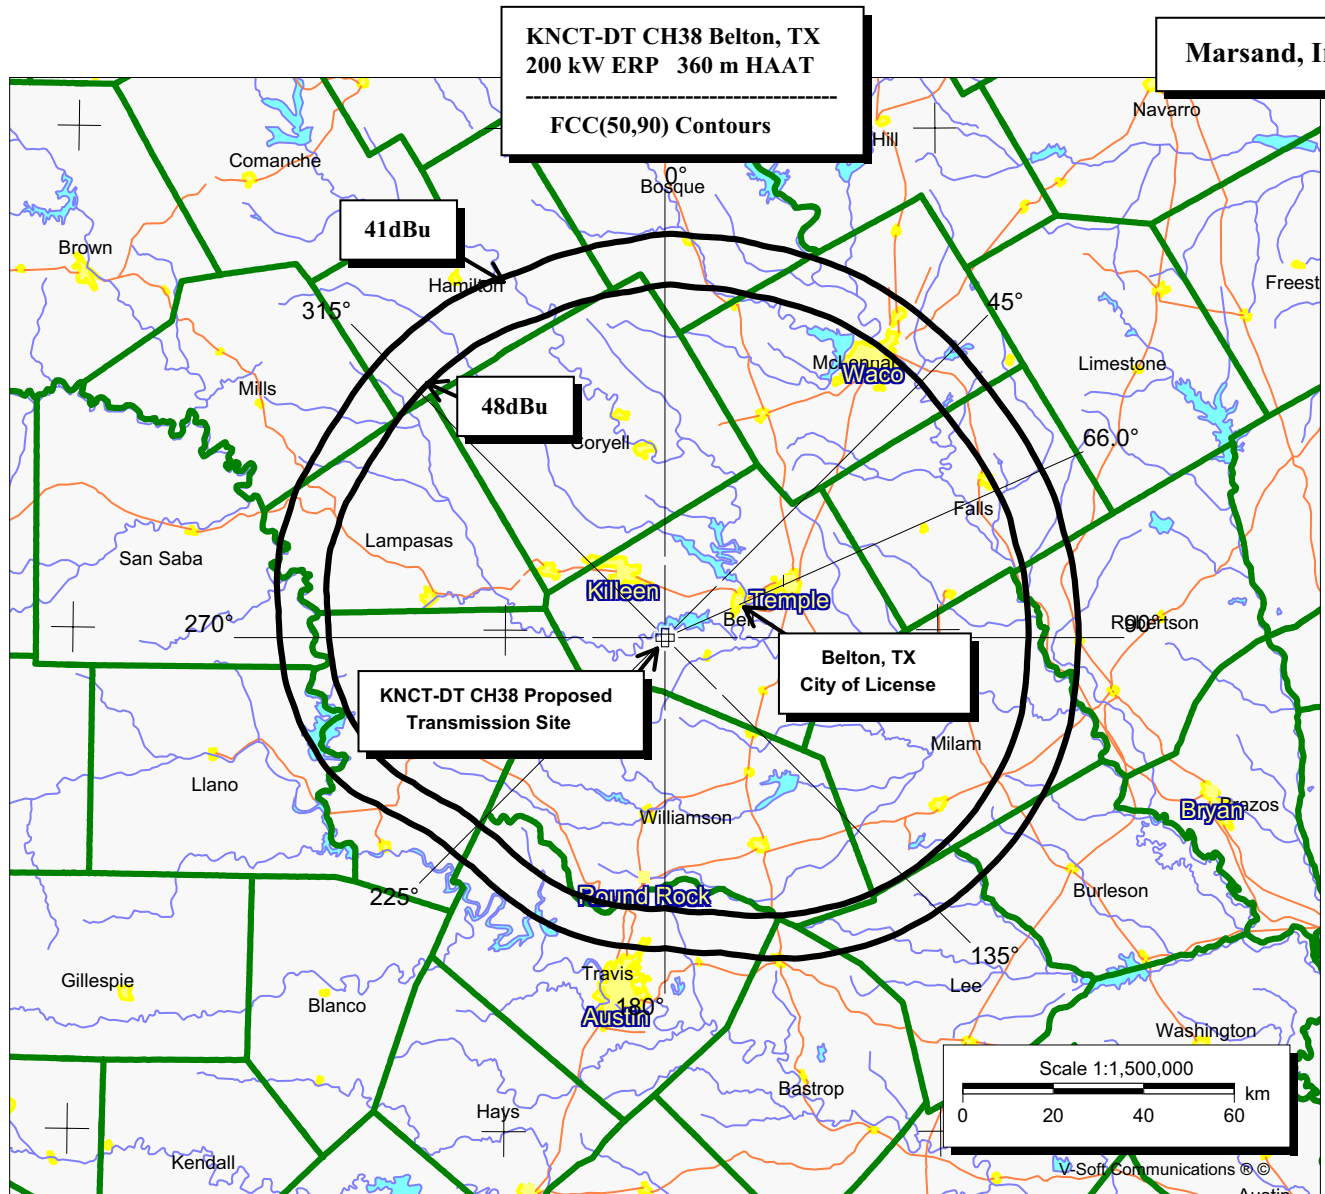 KNCT-DT CH38 Belton, TX
200 kW ERP 360 m HAAT
----------------------------------------
FCC(50,90) Contours
Marsand, I
Navarro
Hill
Comanche
0°
Bosque
41dBu
Brown
Hamilton
Freest
315°
45°
McLennan
Waco
Limestone
Mills
48dBu
Coryell
66.0°
Falls
San Saba
Lampasas
Killeen
Temple
Bell
270°
Robertson
90°
Belton, TX
City of License
KNCT-DT CH38 Proposed
Transmission Site
Milam
Llano
Williamson
Brazos
Bryan
225°
Round Rock
Burleson
135°
Gillespie
Travis
Lee
Blanco
180°
Austin
Washington
Scale 1:1,500,000
km
0 20 40 60
Bastrop
Hays
Kendall
V-Soft Communications ® ©
Austin